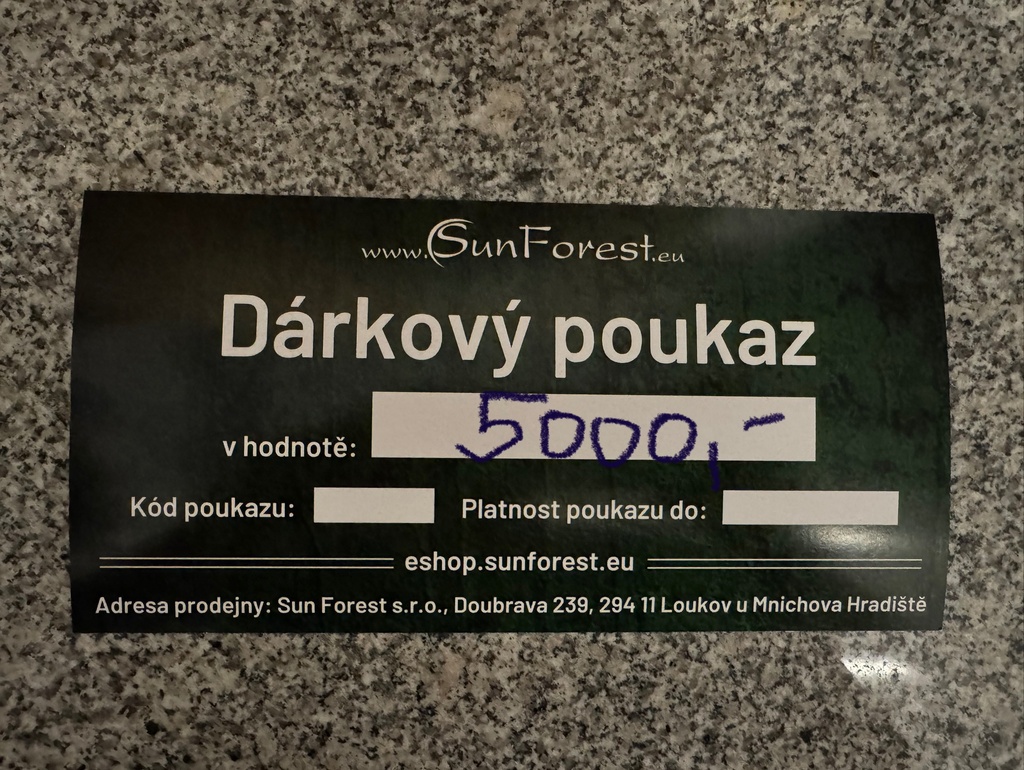 www.SunForest.eu
Dárkový poukaz
v hodnotě: 5000,-
Kód poukazu: Platnost poukazu do:
eshop.sunforest.eu
Adresa prodejny: Sun Forest s.r.o., Doubrava 239, 294 11 Loukov u Mnichova Hradiště